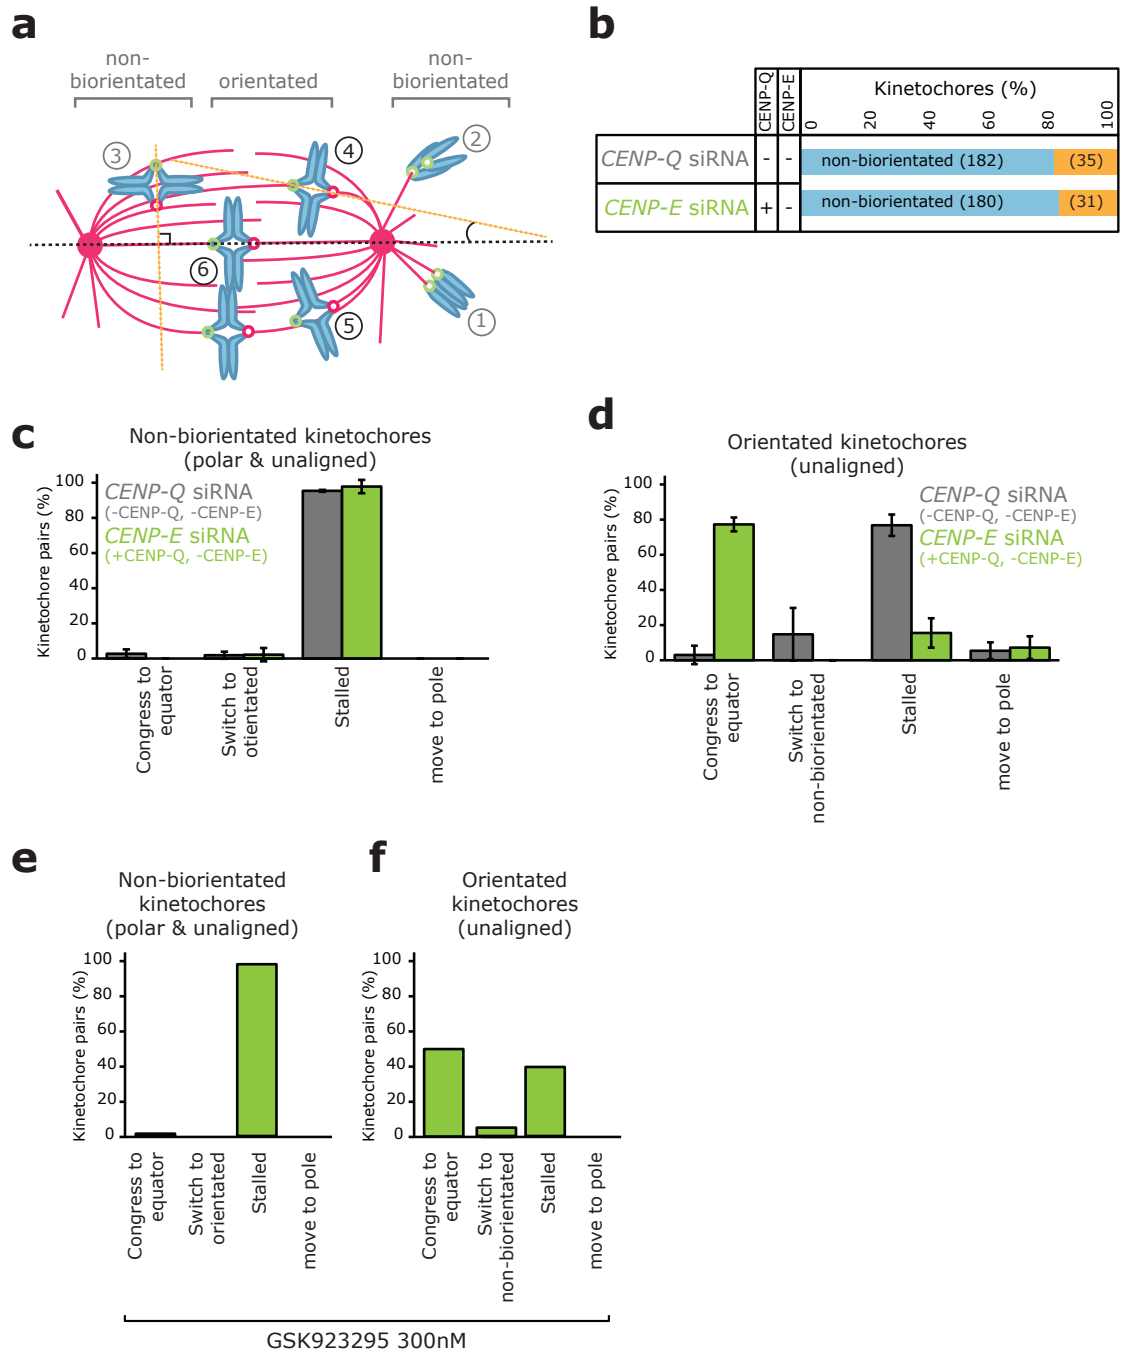 a
non-
biorientated
orientated
non-
biorientated
3
4
2
6
5
1
b
CENP-Q
CENP-E
Kinetochores (%)
0
20
40
60
80
100
CENP-Q siRNA
-
-
non-biorientated (182)
(35)
CENP-E siRNA
+
-
non-biorientated (180)
(31)
c
Non-biorientated kinetochores
(polar & unaligned)
Kinetochore pairs (%)
100
80
60
40
20
0
CENP-Q siRNA
(-CENP-Q, -CENP-E)
CENP-E siRNA
(+CENP-Q, -CENP-E)
Congress to
equator
Switch to
otientated
Stalled
move to pole
d
Orientated kinetochores
(unaligned)
Kinetochore pairs (%)
100
80
60
40
20
0
CENP-Q siRNA
(-CENP-Q, -CENP-E)
CENP-E siRNA
(+CENP-Q, -CENP-E)
Congress to
equator
Switch to
non-biorientated
Stalled
move to pole
e
Non-biorientated
kinetochores
(polar & unaligned)
Kinetochore pairs (%)
100
80
60
40
20
0
Congress to
equator
Switch to
orientated
Stalled
move to pole
f
Orientated
kinetochores
(unaligned)
Kinetochore pairs (%)
100
80
60
40
20
0
Congress to
equator
Switch to
non-biorientated
Stalled
move to pole
GSK923295 300nM